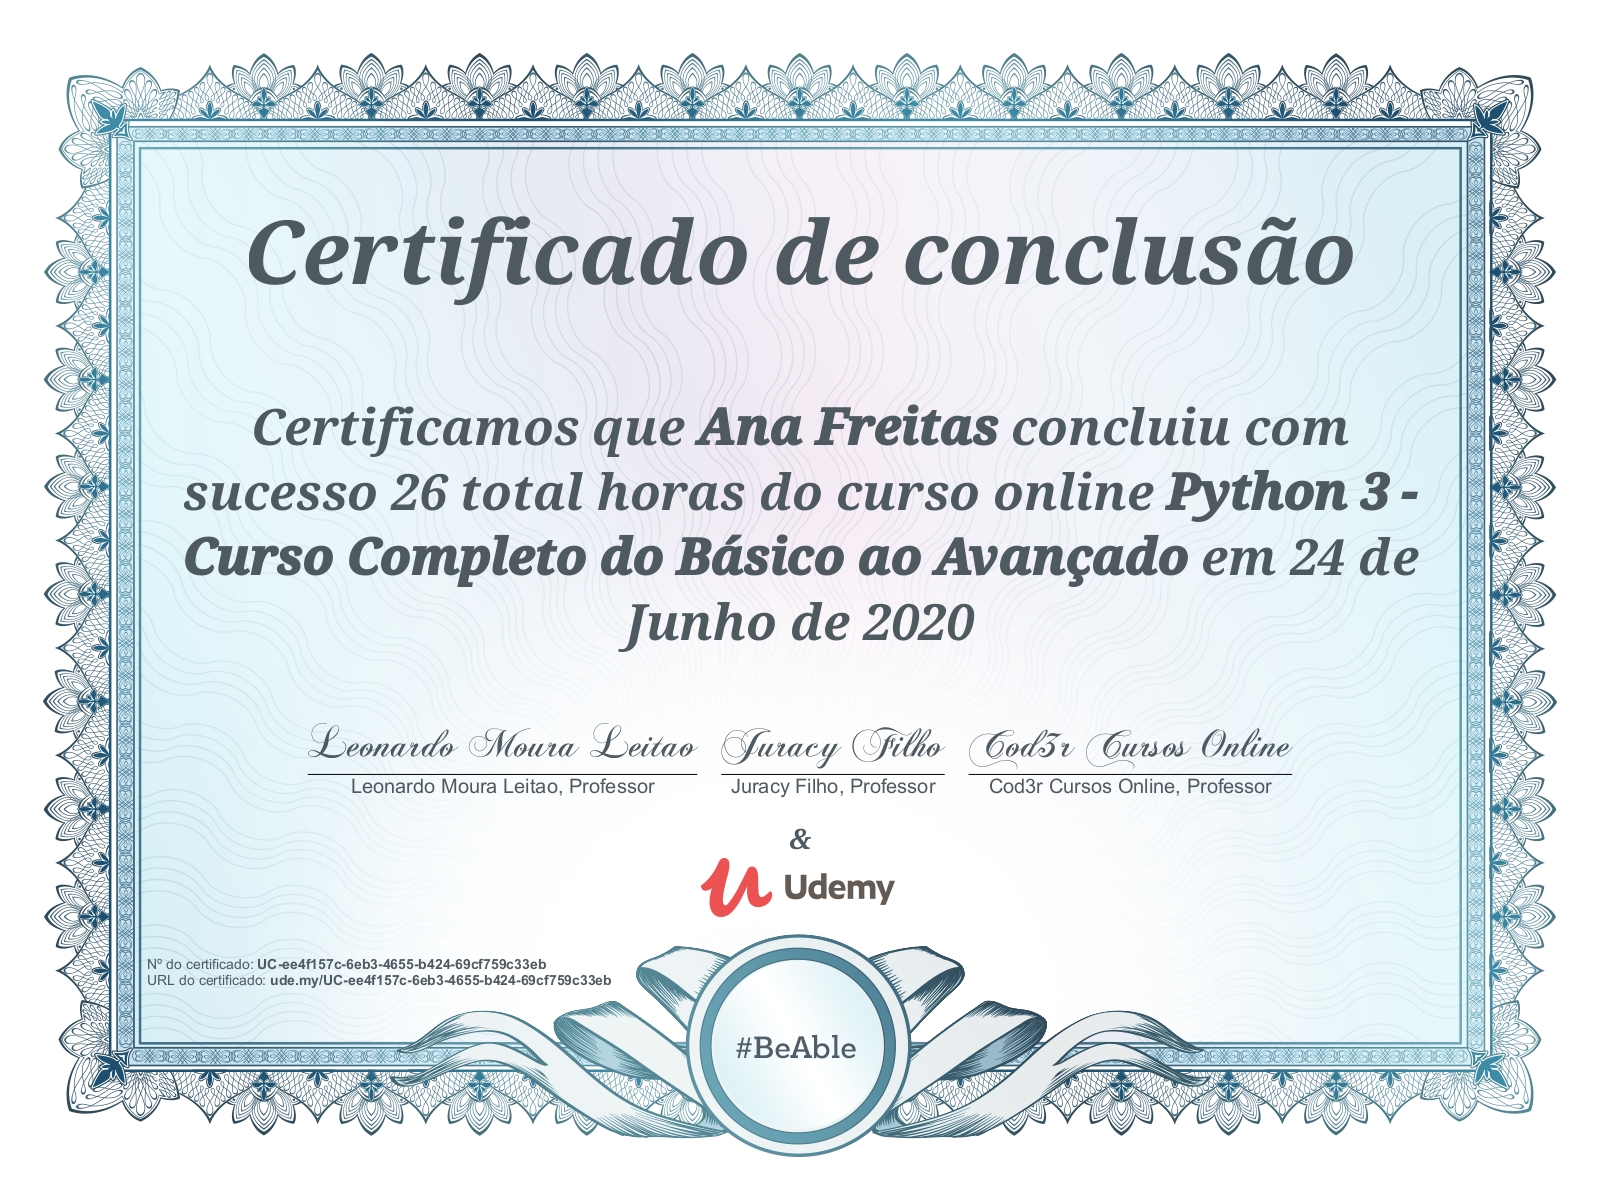 Certificado de conclusão
Certificamos que Ana Freitas concluiu com
sucesso 26 total horas do curso online Python 3 -
Curso Completo do Básico ao Avançado em 24 de
Junho de 2020
Leonardo Moura Leitao Juracy Filho Cod3r Cursos Online
Leonardo Moura Leitao, Professor Juracy Filho, Professor Cod3r Cursos Online, Professor
&
Udemy
Nº do certificado: UC-ee4f157c-6eb3-4655-b424-69cf759c33eb
URL do certificado: ude.my/UC-ee4f157c-6eb3-4655-b424-69cf759c33eb
#BeAble